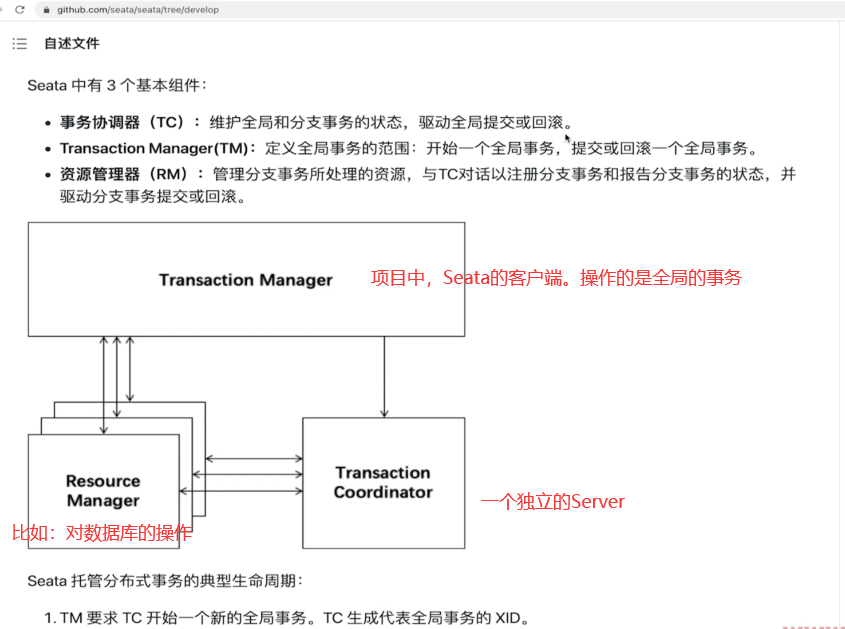 github.com/seata/seata/tree/develop
自述文件
Seata 中有 3 个基本组件：
事务协调器（TC）：维护全局和分支事务的状态，驱动全局提交或回滚。
Transaction Manager(TM)：定义全局事务的范围：开始一个全局事务，提交或回滚一个全局事务。
资源管理器（RM）：管理分支事务所处理的资源，与TC对话以注册分支事务和报告分支事务的状态，并
驱动分支事务提交或回滚。
Transaction Manager
项目中，Seata的客户端。操作的是全局的事务
Resource
Manager
Transaction
Coordinator
一个独立的Server
比如：对数据库的操作
Seata 托管分布式事务的典型生命周期：
1. TM 要求 TC 开始一个新的全局事务。TC 生成代表全局事务的 XID。